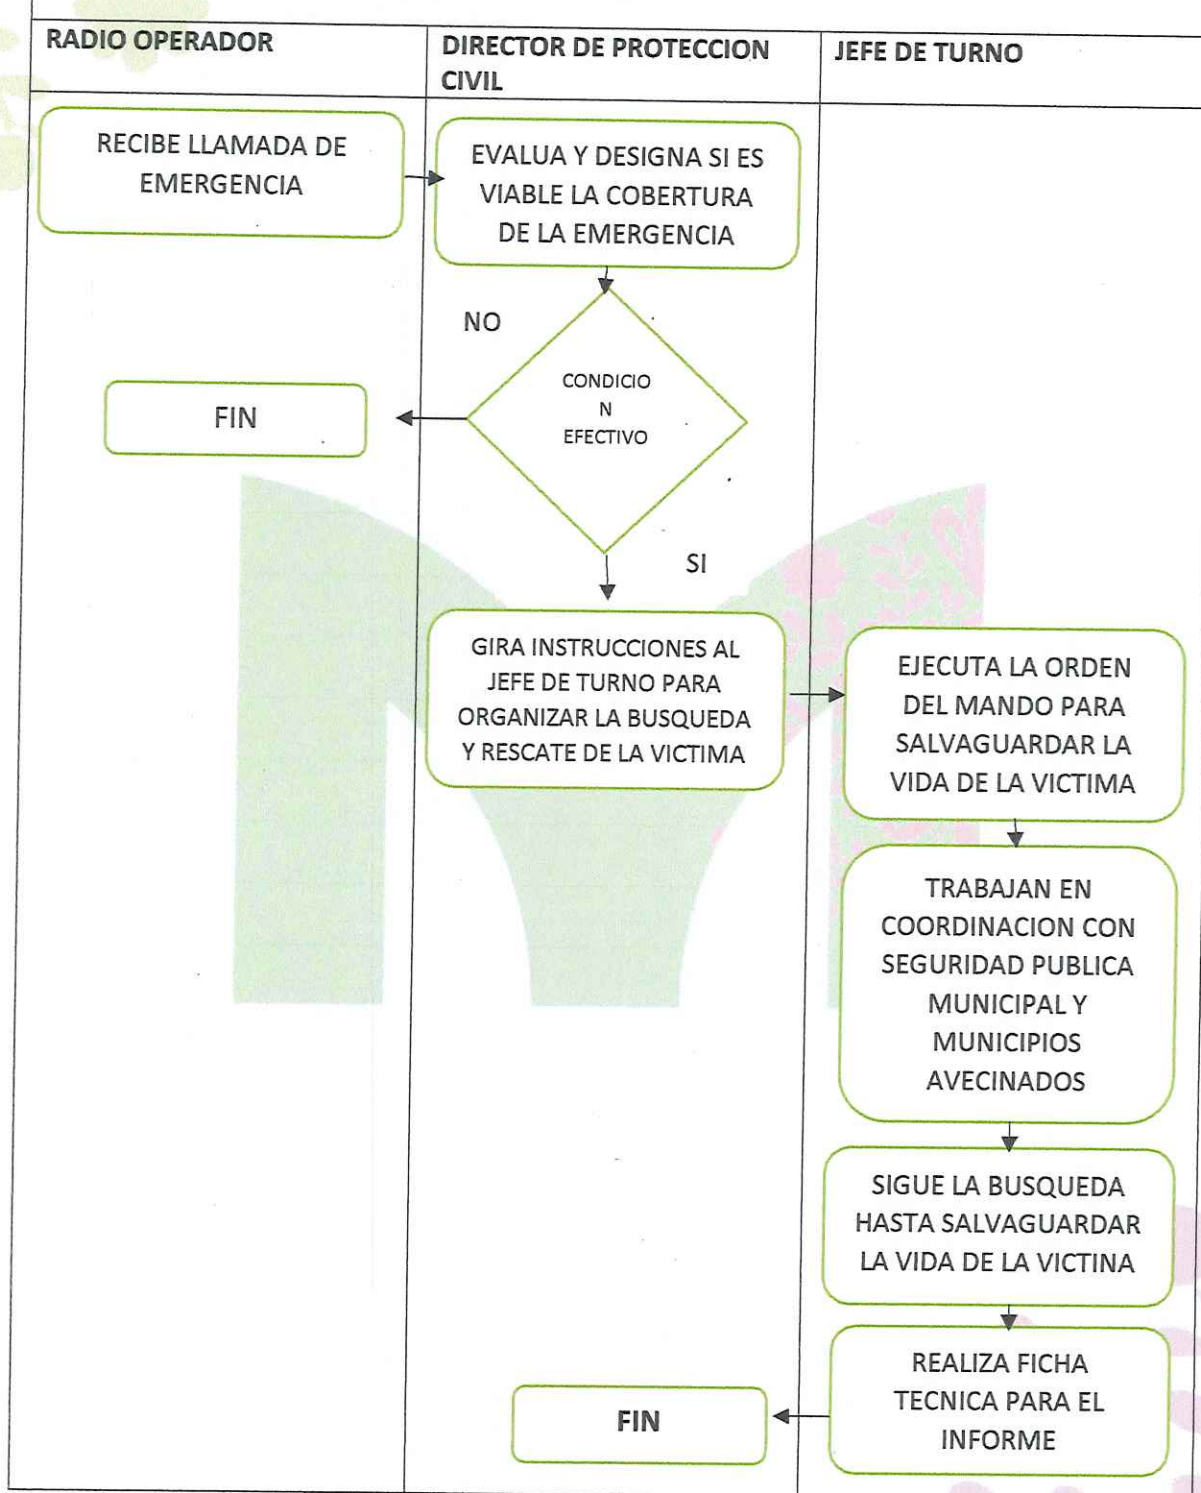 RADIO OPERADOR
DIRECTOR DE PROTECCION
CIVIL
JEFE DE TURNO
RECIBE LLAMADA DE
EMERGENCIA
EVALUA Y DESIGNA SI ES
VIABLE LA COBERTURA
DE LA EMERGENCIA
NO
CONDICIO
N
EFECTIVO
FIN
SI
GIRA INSTRUCCIONES AL
JEFE DE TURNO PARA
ORGANIZAR LA BUSQUEDA
Y RESCATE DE LA VICTIMA
EJECUTA LA ORDEN
DEL MANDO PARA
SALVAGUARDAR LA
VIDA DE LA VICTIMA
TRABAJAN EN
COORDINACION CON
SEGURIDAD PUBLICA
MUNICIPAL Y
MUNICIPIOS
AVECINADOS
SIGUE LA BUSQUEDA
HASTA SALVAGUARDAR
LA VIDA DE LA VICTINA
REALIZA FICHA
TECNICA PARA EL
INFORME
FIN